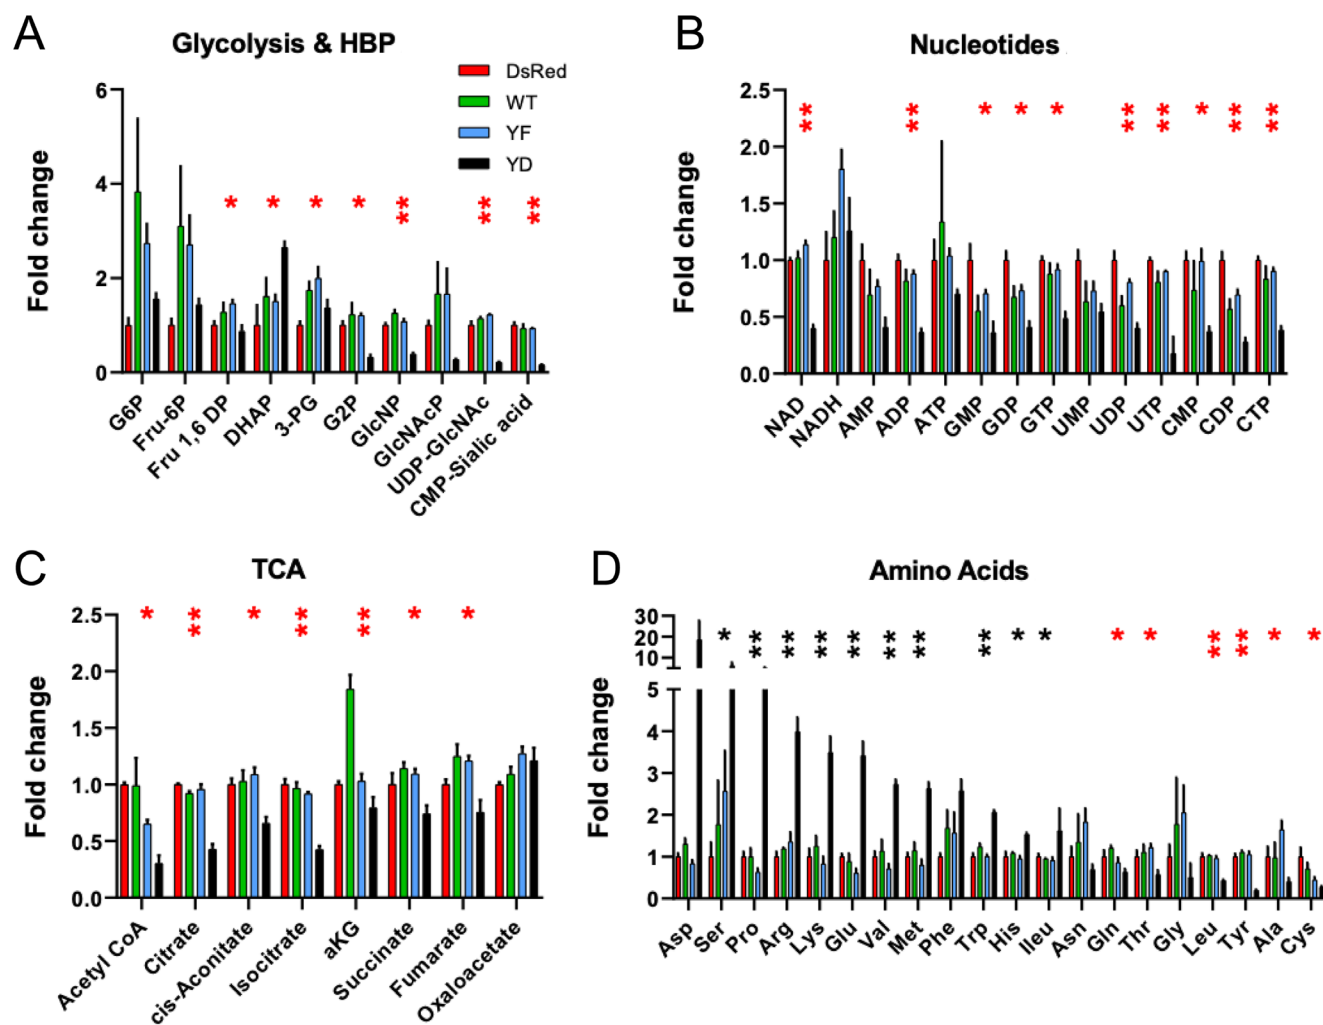 A
Glycolysis & HBP
DsRed
WT
YF
YD
Fold change
6
4
2
0
* * * * ** ** **
G6P
Fru-6P
Fru 1,6 DP
DHAP
3-PG
G2P
GlcNP
GlcNAcP
UDP-GlcNAc
CMP-Sialic acid
B
Nucleotides
Fold change
2.5
2.0
1.5
1.0
0.5
0.0
** ** * * * ** ** * ** **
NAD
NADH
AMP
ADP
ATP
GMP
GDP
GTP
UMP
UDP
UTP
CMP
CDP
CTP
C
TCA
Fold change
2.5
2.0
1.5
1.0
0.5
0.0
* ** * ** ** * *
Acetyl CoA
Citrate
cis-Aconitate
Isocitrate
aKG
Succinate
Fumarate
Oxaloacetate
D
Amino Acids
Fold change
30
20
10
5
4
3
2
1
0
* ** ** ** ** ** ** ** * * * * ** ** * *
Asp
Ser
Pro
Arg
Lys
Glu
Val
Met
Phe
Trp
His
Ileu
Asn
Gln
Thr
Gly
Leu
Tyr
Ala
Cys